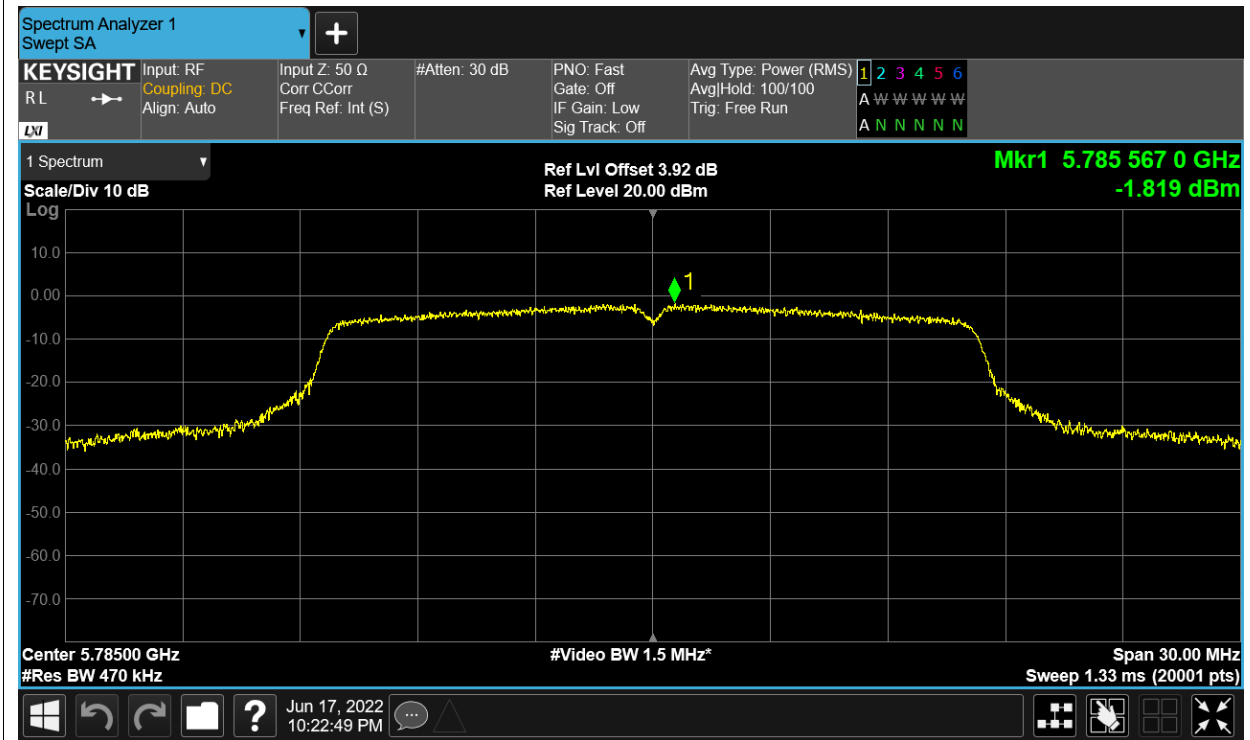 Spectrum Analyzer 1
Swept SA
KEYSIGHT
R L
LXI
Input: RF
Coupling: DC
Align: Auto
Input Z: 50 Ω
Corr CCorr
Freq Ref: Int (S)
#Atten: 30 dB
PNO: Fast
Gate: Off
IF Gain: Low
Sig Track: Off
Avg Type: Power (RMS)
Avg|Hold: 100/100
Trig: Free Run
1 2 3 4 5 6
A W W W W W
A N N N N N
1 Spectrum
Scale/Div 10 dB
Log
Ref Lvl Offset 3.92 dB
Ref Level 20.00 dBm
Mkr1 5.785 567 0 GHz
-1.819 dBm
1
10.0
0.00
-10.0
-20.0
-30.0
-40.0
-50.0
-60.0
-70.0
Center 5.78500 GHz
#Res BW 470 kHz
#Video BW 1.5 MHz*
Span 30.00 MHz
Sweep 1.33 ms (20001 pts)
?
Jun 17, 2022
10:22:49 PM